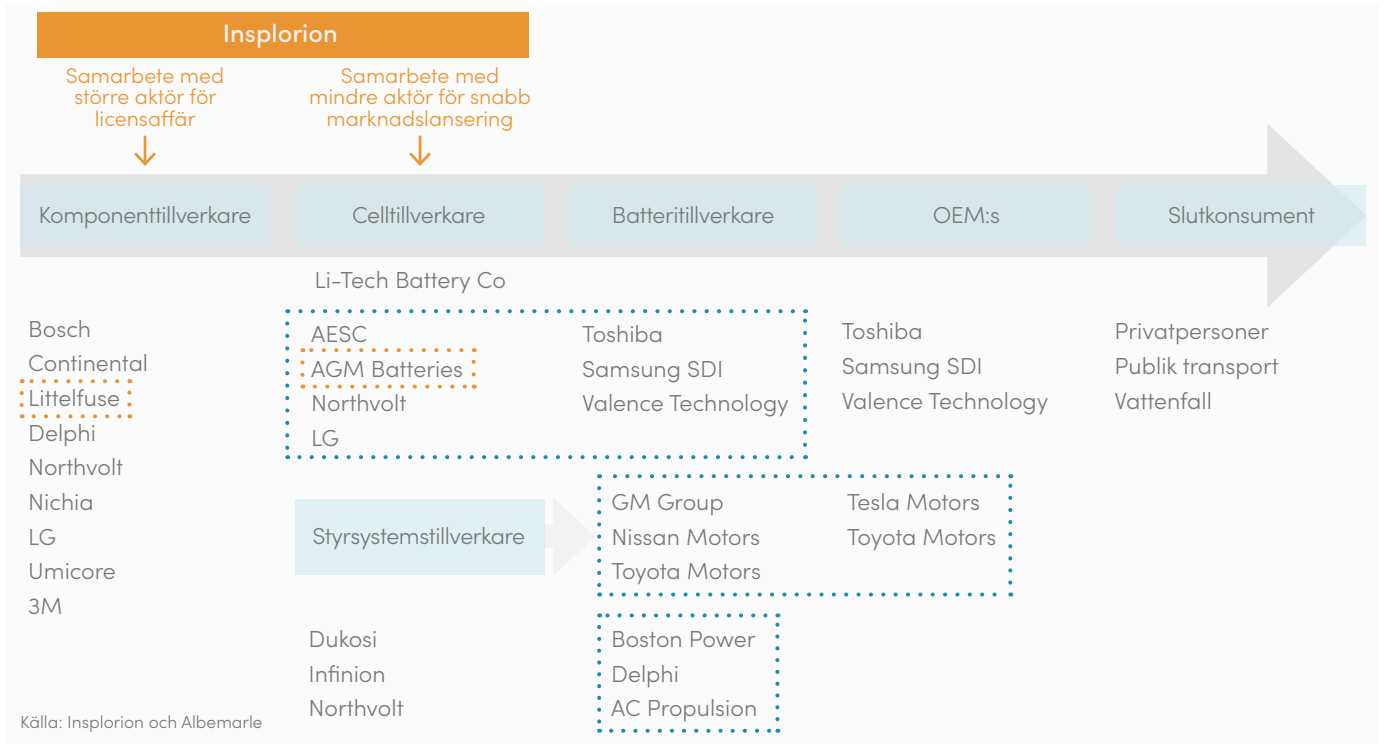 Insplorion
Samarbete med
större aktör för
licensaffär
Samarbete med
mindre aktör för snabb
marknadslansering
Komponenttillverkare
Celltillverkare
Batteritillverkare
OEM:s
Slutkonsument
Bosch
Continental
Littelfuse
Delphi
Northvolt
Nichia
LG
Umicore
3M
Li-Tech Battery Co
AESC
AGM Batteries
Northvolt
LG
Toshiba
Samsung SDI
Valence Technology
Toshiba
Samsung SDI
Valence Technology
Privatpersoner
Publik transport
Vattenfall
Styrsystemstillverkare
GM Group
Nissan Motors
Toyota Motors
Tesla Motors
Toyota Motors
Dukosi
Infinion
Northvolt
Boston Power
Delphi
AC Propulsion
Källa: Insplorion och Albemarle